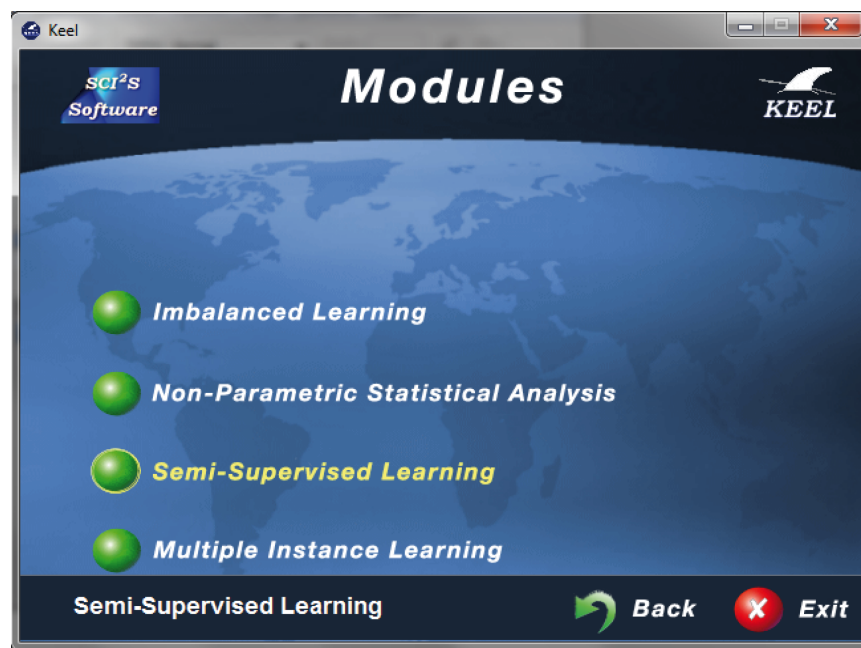 Keel
SCI²S
Software
Modules
KEEL
Imbalanced Learning
Non-Parametric Statistical Analysis
Semi-Supervised Learning
Multiple Instance Learning
Semi-Supervised Learning
Back
X
Exit